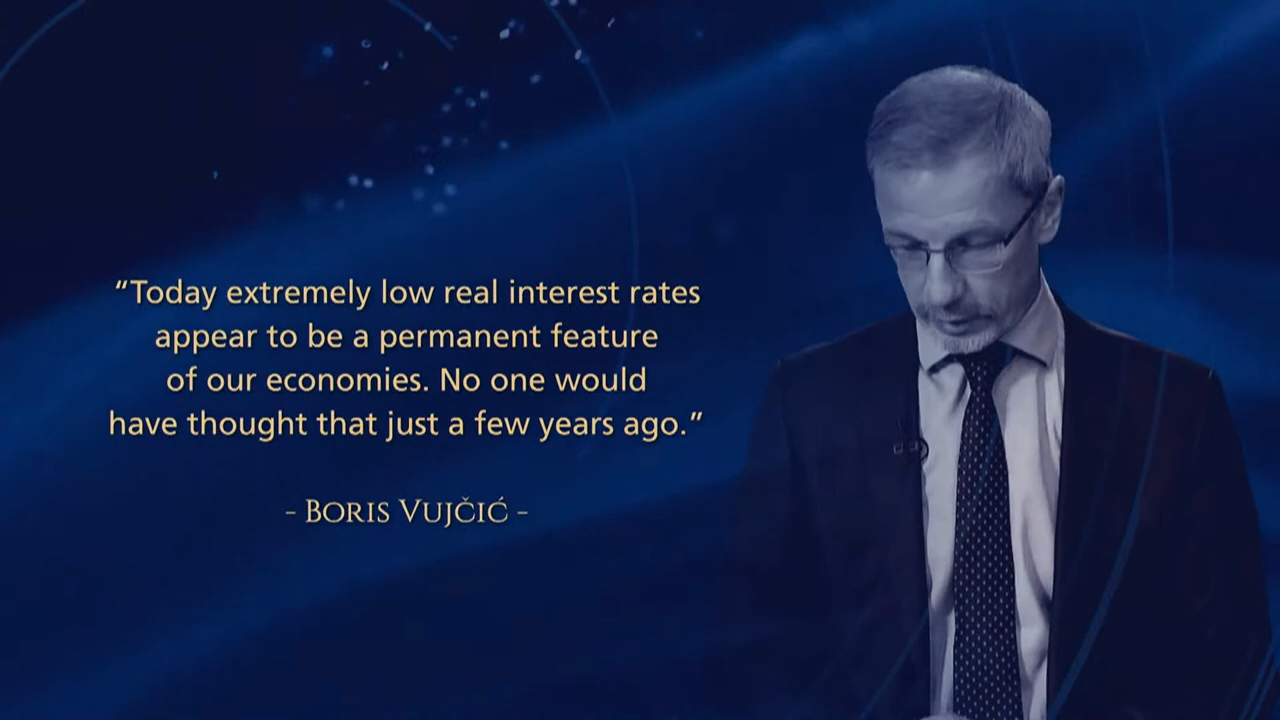 “Today extremely low real interest rates
appear to be a permanent feature
of our economies. No one would
have thought that just a few years ago.”
- Boris Vujčić -